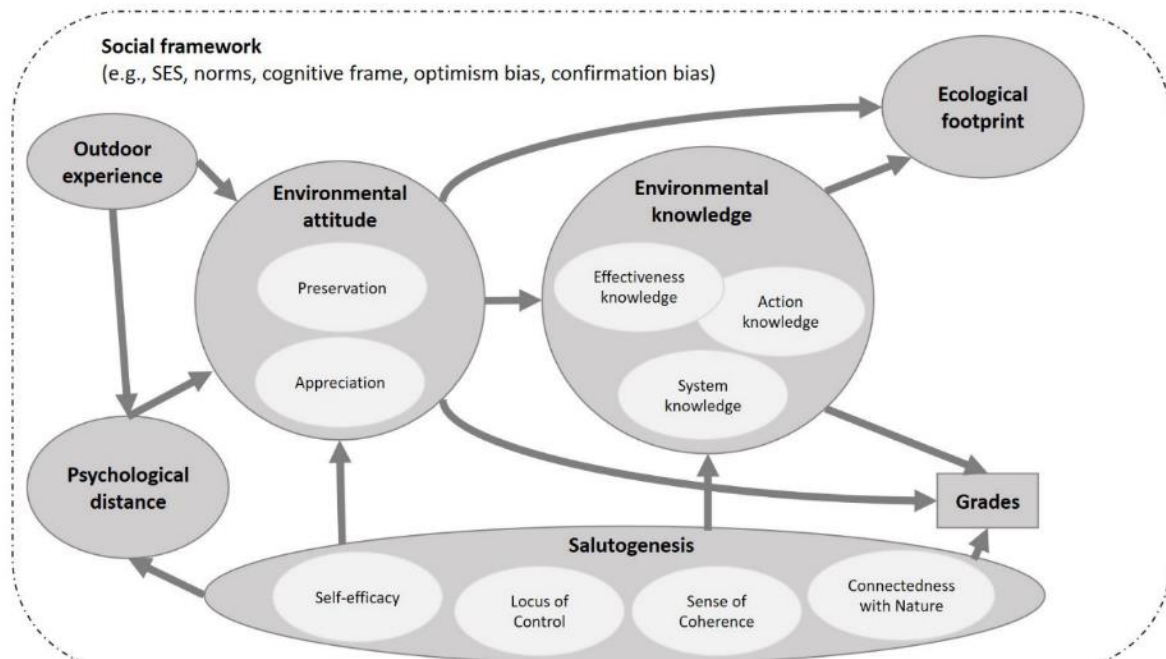 Social framework
(e.g., SES, norms, cognitive frame, optimism bias, confirmation bias)
Ecological
footprint
Outdoor
experience
Environmental
attitude
Environmental
knowledge
Preservation
Effectiveness
knowledge
Action
knowledge
Appreciation
System
knowledge
Psychological
distance
Grades
Salutogenesis
Self-efficacy
Locus of
Control
Sense of
Coherence
Connectedness
with Nature